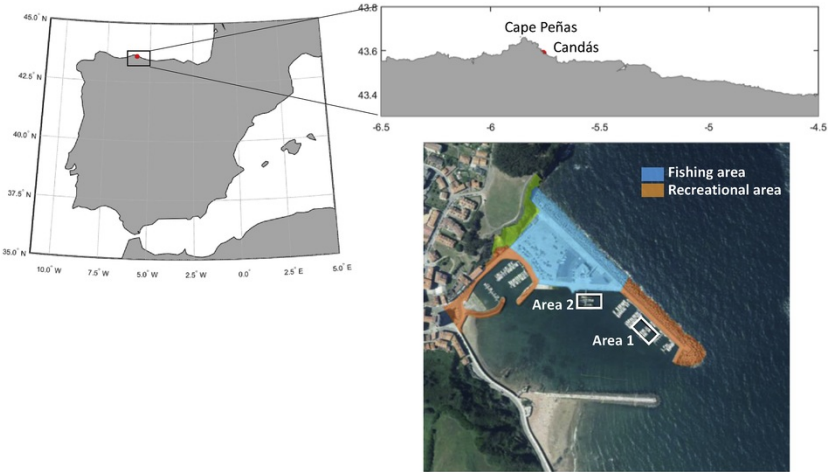 45.0° N
42.5° N
40.0° N
37.5° N
35.0° N
10.0° W 7.5° W 5.0° W 2.5° W 0.0° 2.5° E 5.0° E
43.8
43.6
43.4
-6.5 -6 -5.5 -5 -4.5
Cape Peñas
Candás
Fishing area
Recreational area
Area 2
Area 1